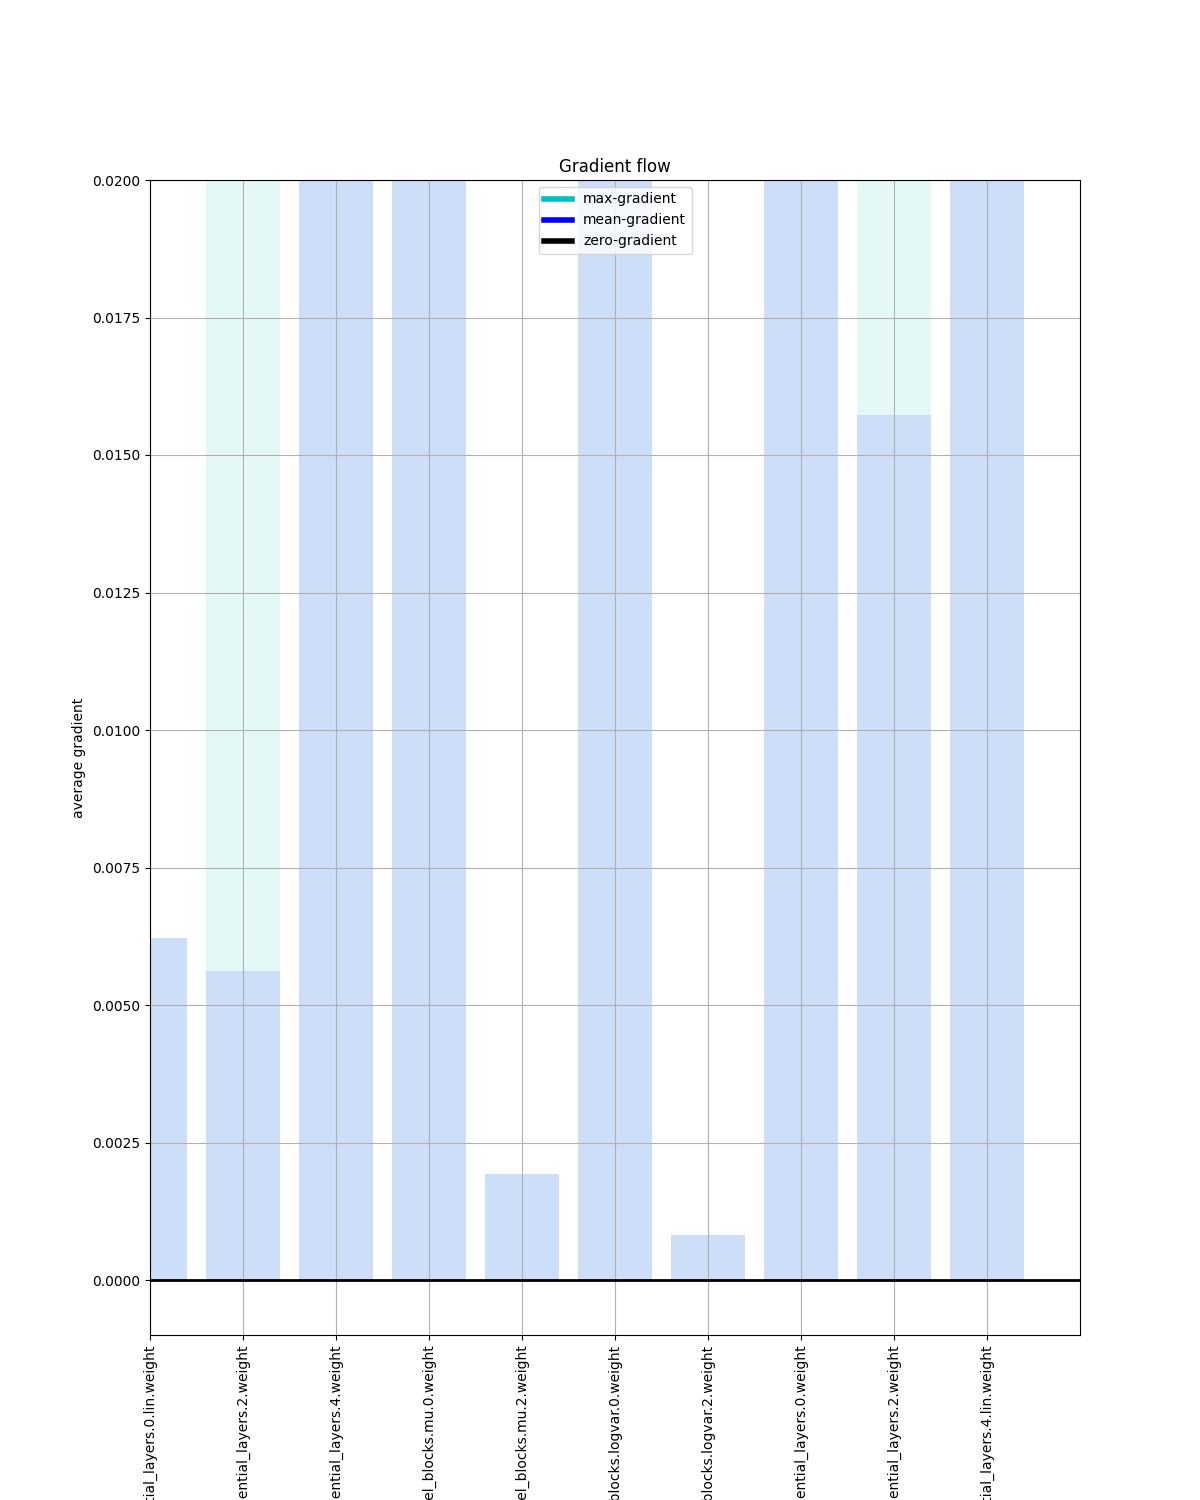 Gradient flow
max-gradient
mean-gradient
zero-gradient
0.0200
0.0175
0.0150
0.0125
0.0100
0.0075
0.0050
0.0025
0.0000
average gradient
tial_layers.0.lin.weight
ential_layers.2.weight
ential_layers.4.weight
el_blocks.mu.0.weight
el_blocks.mu.2.weight
blocks.logvar.0.weight
blocks.logvar.2.weight
ential_layers.0.weight
ential_layers.2.weight
tial_layers.4.lin.weight